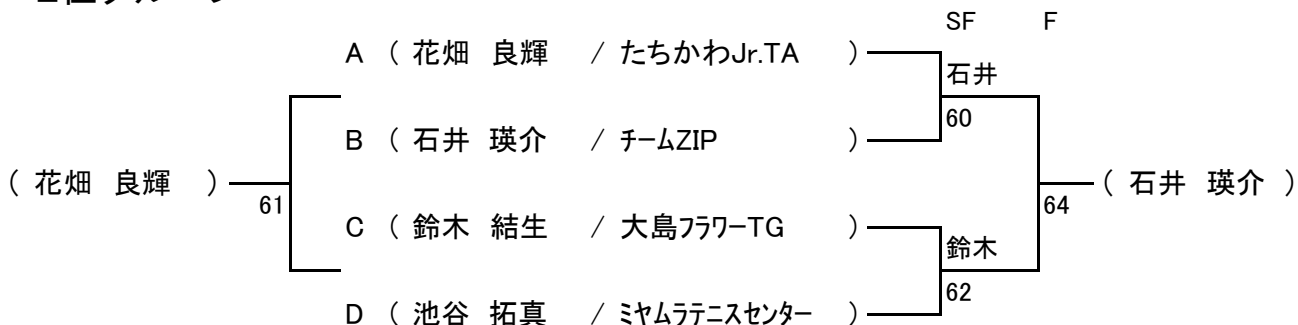 SF F
A ( 花畑 良輝 / たちかわJr.TA )
石井
60
B ( 石井 瑛介 / チームZIP )
( 花畑 良輝 )
61
( 石井 瑛介 )
64
C ( 鈴木 結生 / 大島フラワーTG )
鈴木
62
D ( 池谷 拓真 / ミヤムラテニスセンター )